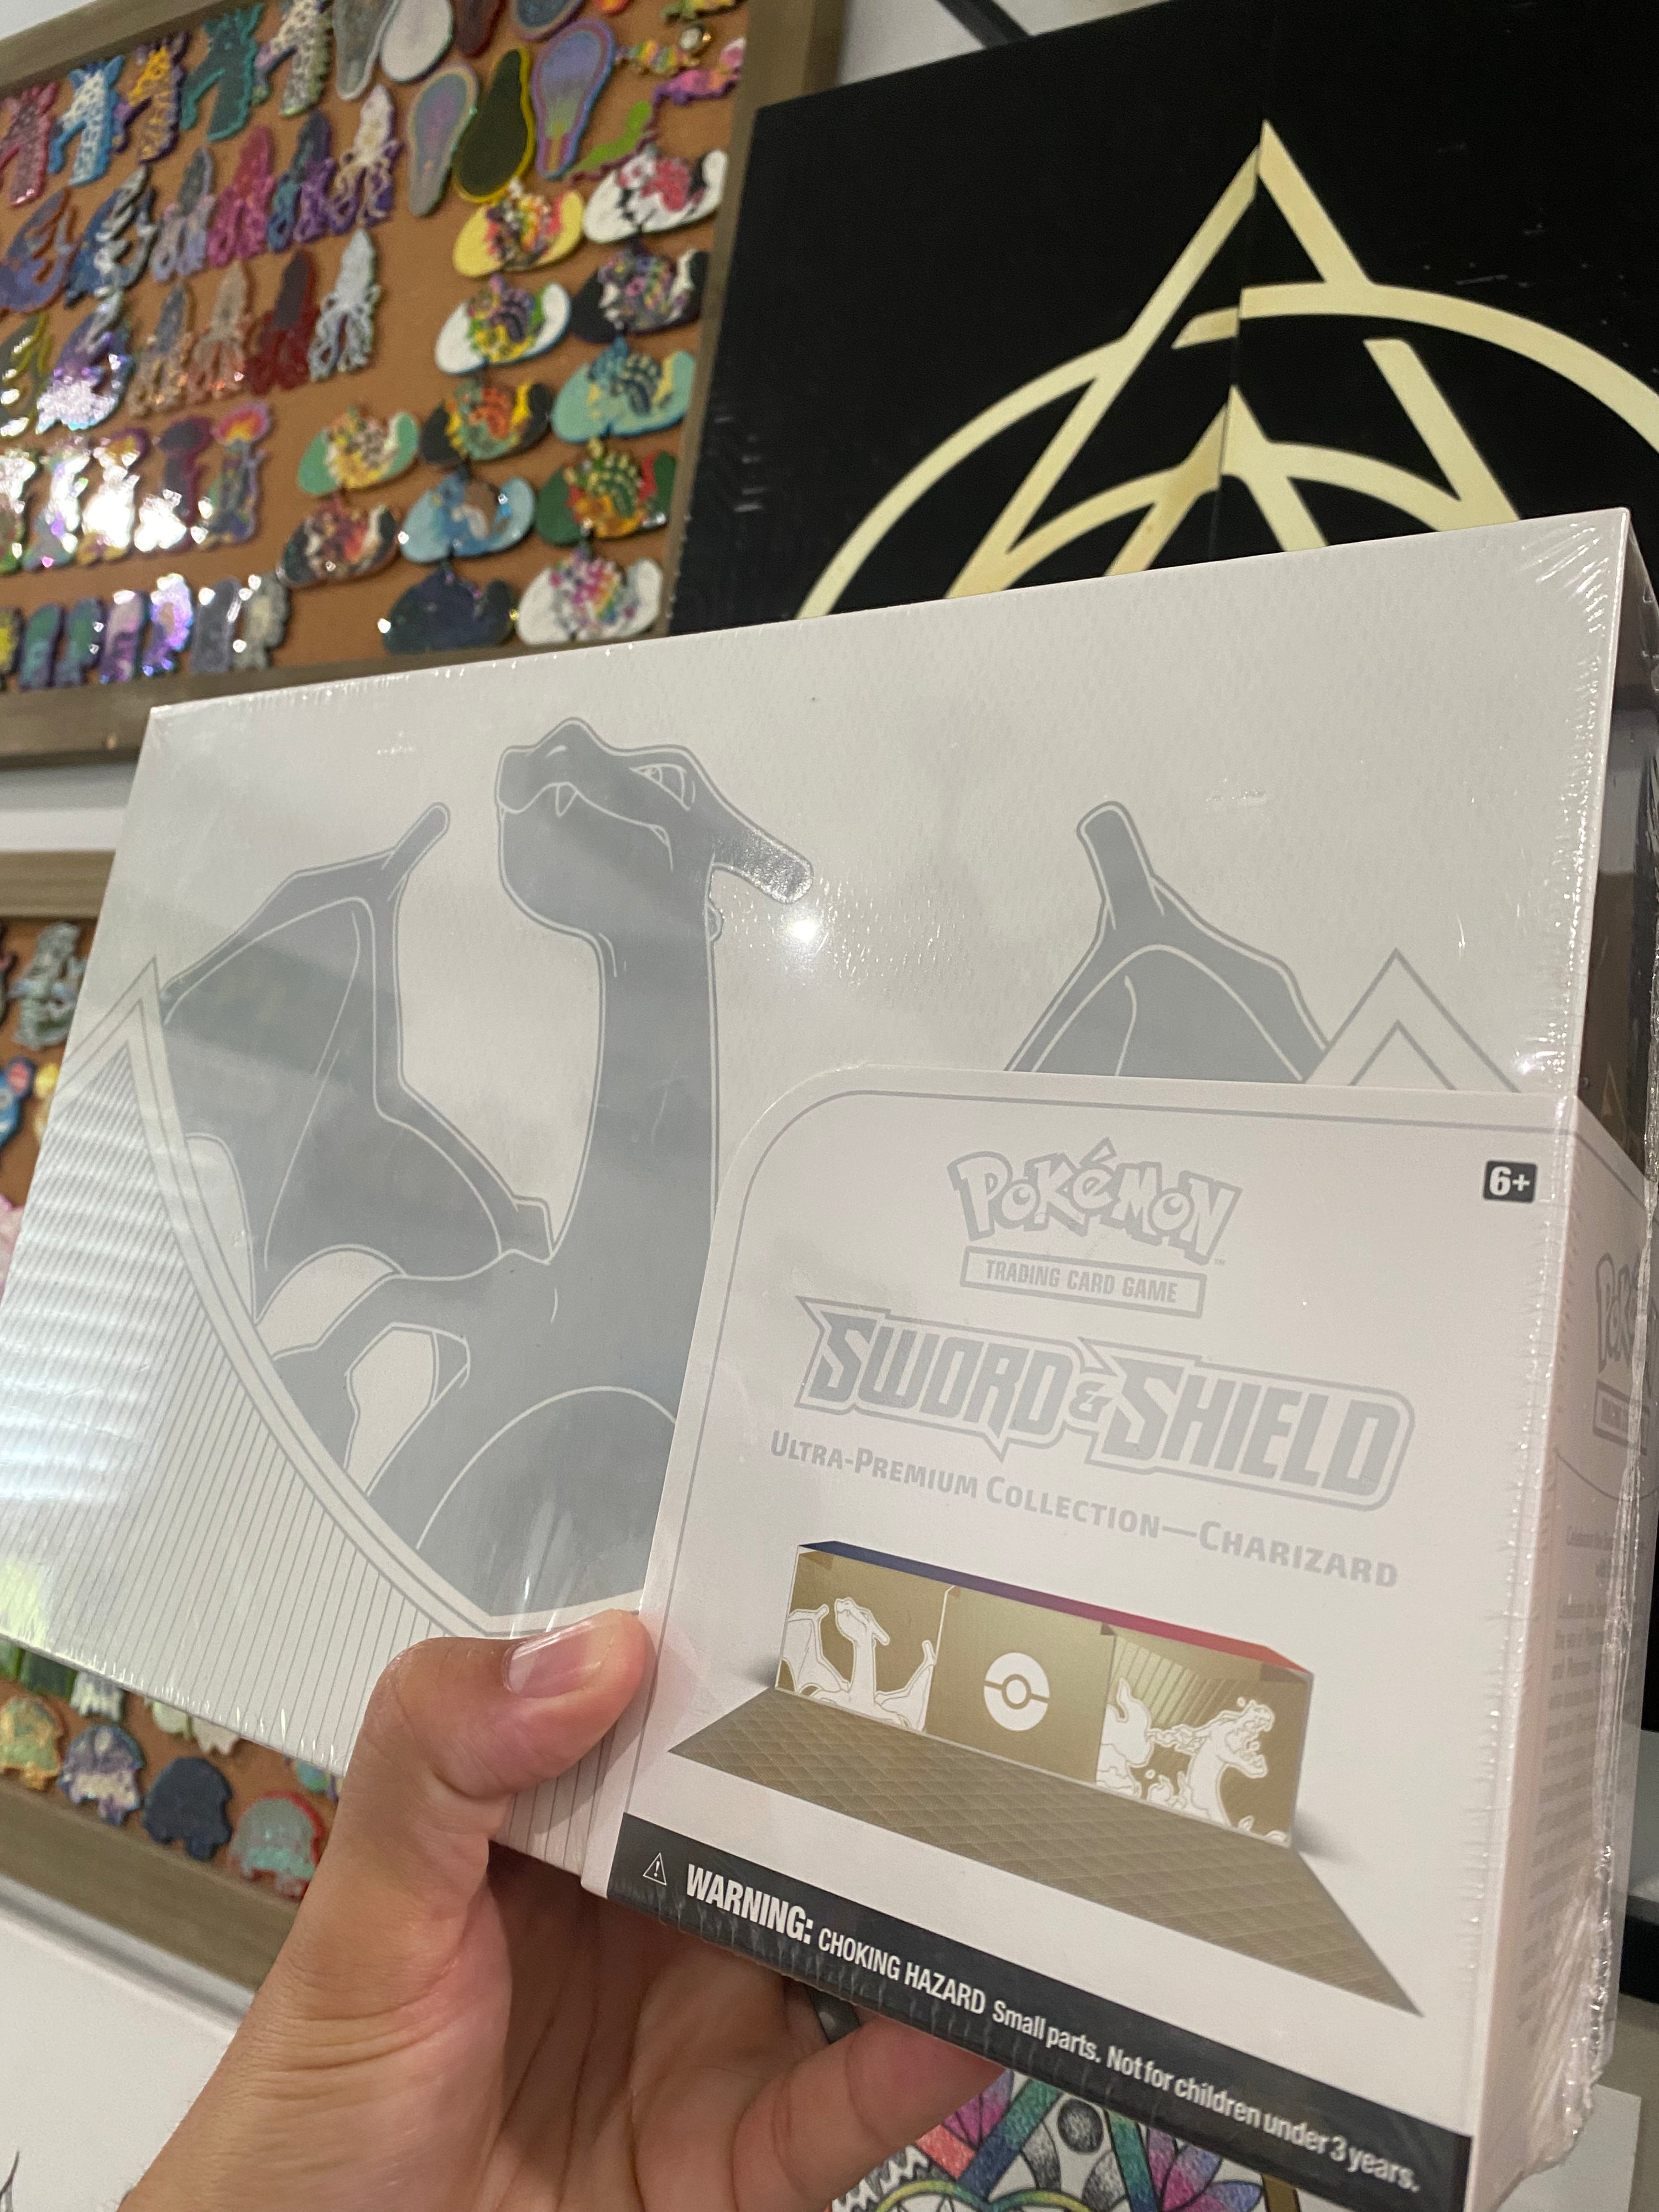 6+
POKéMON
TRADING CARD GAME
SWORD & SHIELD
ULTRA-PREMIUM COLLECTION—CHARIZARD
WARNING: CHOKING HAZARD Small parts. Not for children under 3 years.